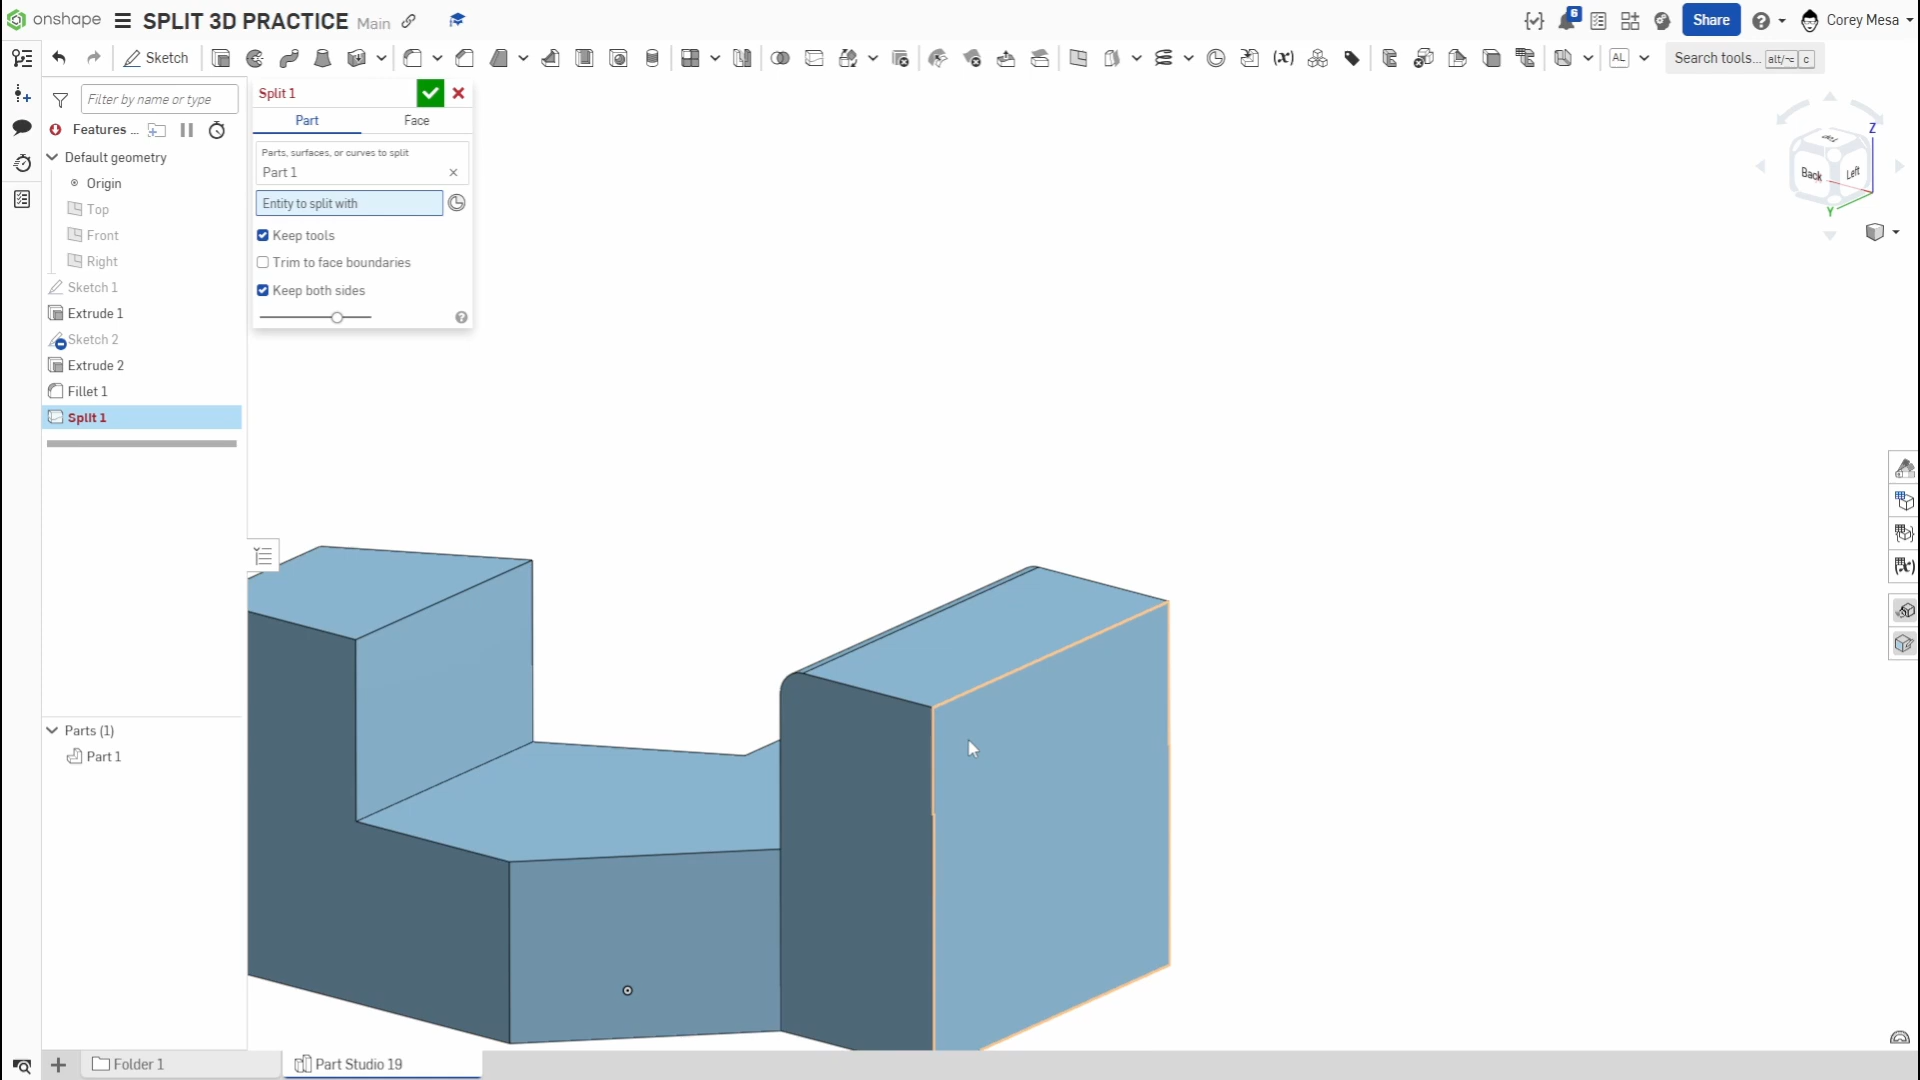 onshape SPLIT 3D PRACTICE Main
6 Share Corey Mesa
Sketch
(x) AL Search tools... alt/⌥ c
Filter by name or type
Features ...
Default geometry
Origin
Top
Front
Right
Sketch 1
Extrude 1
Sketch 2
Extrude 2
Fillet 1
Split 1
Split 1
Part Face
Parts, surfaces, or curves to split
Part 1
Entity to split with
Keep tools
Trim to face boundaries
Keep both sides
Z
Top
Back Left
Y
(x)
Parts (1)
Part 1
Folder 1 Part Studio 19